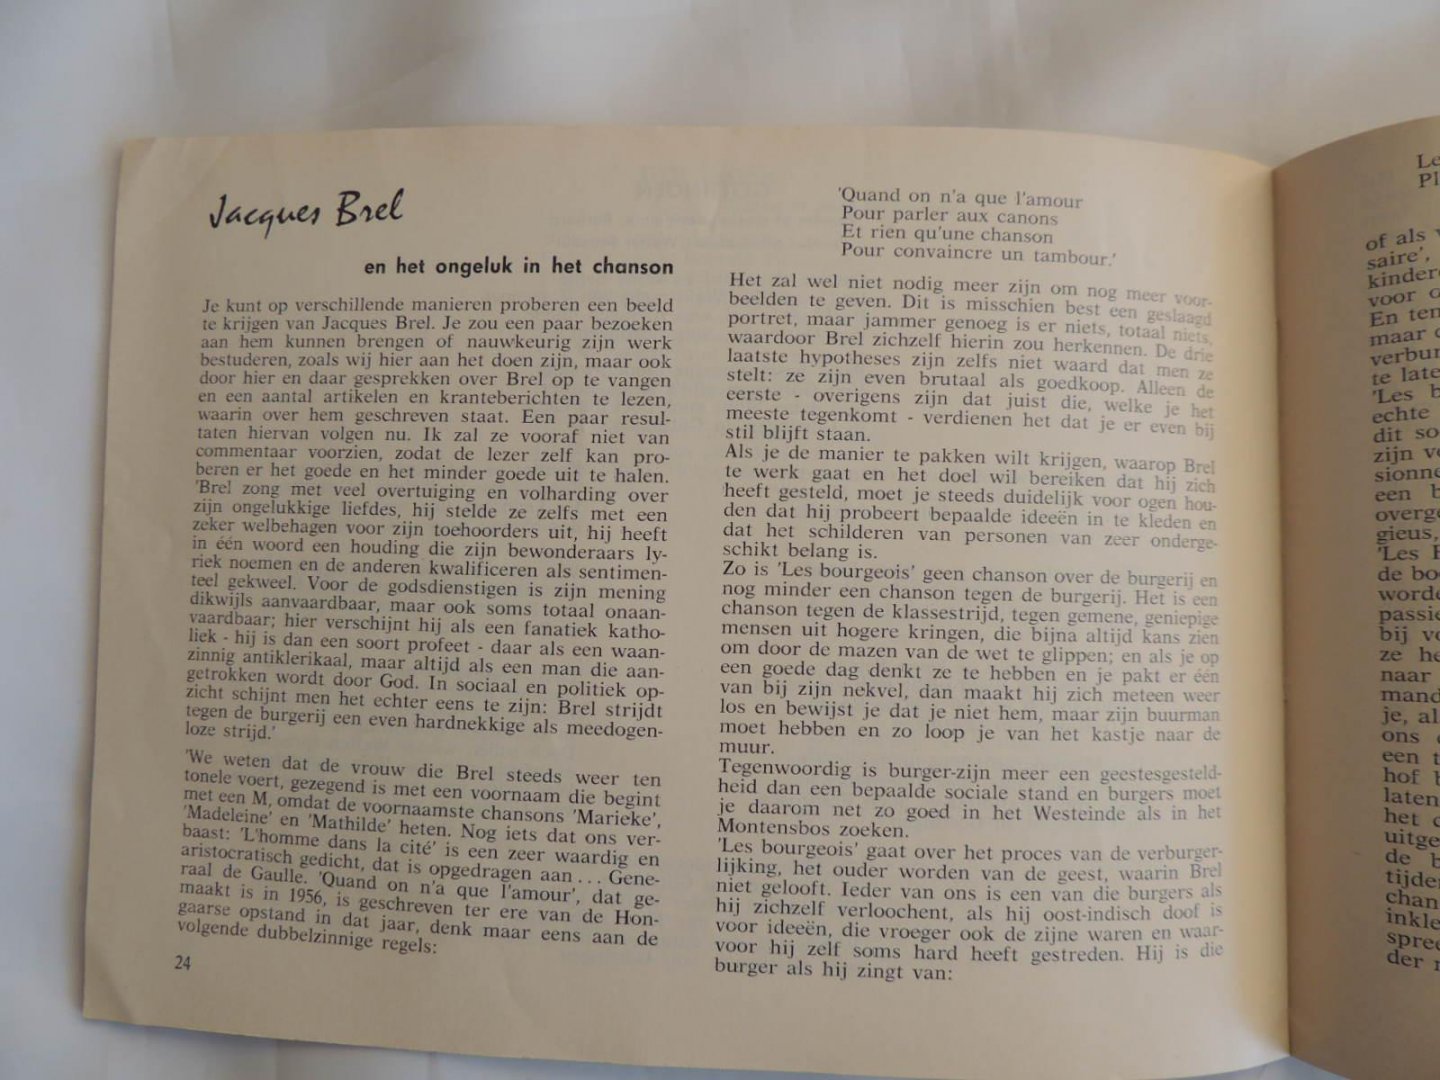 Jacques Brel
en het ongeluk in het chanson
Je kunt op verschillende manieren proberen een beeld
te krijgen van Jacques Brel. Je zou een paar bezoeken
aan hem kunnen brengen of nauwkeurig zijn werk
bestuderen, zoals wij hier aan het doen zijn, maar ook
door hier en daar gesprekken over Brel op te vangen
en een aantal artikelen en kranteberichten te lezen,
waarin over hem geschreven staat. Een paar resul-
taten hiervan volgen nu. Ik zal ze vooraf niet van
commentaar voorzien, zodat de lezer zelf kan pro-
beren er het goede en het minder goede uit te halen.
'Brel zong met veel overtuiging en volharding over
zijn ongelukkige liefdes, hij stelde ze zelfs met een
zeker welbehagen voor zijn toehoorders uit, hij heeft
in één woord een houding die zijn bewonderaars ly-
riek noemen en de anderen kwalificeren als sentimen-
teel gekweel. Voor de godsdienstigen is zijn mening
dikwijls aanvaardbaar, maar ook soms totaal onaan-
vaardbaar; hier verschijnt hij als een fanatiek katho-
liek - hij is dan een soort profeet - daar als een waan-
zinnig antiklerikaal, maar altijd als een man die aan-
getrokken wordt door God. In sociaal en politiek op-
zicht schijnt men het echter eens te zijn: Brel strijdt
tegen de burgerij een even hardnekkige als meedogen-
loze strijd.'
'We weten dat de vrouw die Brel steeds weer ten
tonele voert, gezegend is met een voornaam die begint
met een M, omdat de voornaamste chansons 'Marieke',
'Madeleine' en 'Mathilde' heten. Nog iets dat ons ver-
baast: 'L'homme dans la cité' is een zeer waardig en
aristocratisch gedicht, dat is opgedragen aan ... Gene-
raal de Gaulle. 'Quand on n'a que l'amour', dat ge-
maakt is in 1956, is geschreven ter ere van de Hon-
gaarse opstand in dat jaar, denk maar eens aan de
volgende dubbelzinnige regels:
24
'Quand on n'a que l'amour
Pour parler aux canons
Et rien qu'une chanson
Pour convaincre un tambour.'
Het zal wel niet nodig meer zijn om nog meer voor-
beelden te geven. Dit is misschien best een geslaagd
portret, maar jammer genoeg is er niets, totaal niets,
waardoor Brel zichzelf hierin zou herkennen. De drie
laatste hypotheses zijn zelfs niet waard dat men ze
stelt: ze zijn even brutaal als goedkoop. Alleen de
eerste - overigens zijn dat juist die, welke je het
meeste tegenkomt - verdienen het dat je er even bij
stil blijft staan.
Als je de manier te pakken wilt krijgen, waarop Brel
te werk gaat en het doel wil bereiken dat hij zich
heeft gesteld, moet je steeds duidelijk voor ogen hou-
den dat hij probeert bepaalde ideeën in te kleden en
dat het schilderen van personen van zeer onderge-
schikt belang is.
Zo is 'Les bourgeois' geen chanson over de burgerij en
nog minder een chanson tegen de burgerij. Het is een
chanson tegen de klassestrijd, tegen gemene, geniepige
mensen uit hogere kringen, die bijna altijd kans zien
om door de mazen van de wet te glippen; en als je op
een goede dag denkt ze te hebben en je pakt er één
van bij zijn nekvel, dan maakt hij zich meteen weer
los en bewijst je dat je niet hem, maar zijn buurman
moet hebben en zo loop je van het kastje naar de
muur.
Tegenwoordig is burger-zijn meer een geestesgesteld-
heid dan een bepaalde sociale stand en burgers moet
je daarom net zo goed in het Westeinde als in het
Montensbos zoeken.
'Les bourgeois' gaat over het proces van de verburger-
lijking, het ouder worden van de geest, waarin Brel
niet gelooft. Ieder van ons is een van die burgers als
hij zichzelf verloochent, als hij oost-indisch doof is
voor ideeën, die vroeger ook de zijne waren en waar-
voor hij zelf soms hard heeft gestreden. Hij is die
burger als hij zingt van:
of als
saire',
voor
En
maar
te
echte
dit so
zijn
een b
gieus,
de
bij
ze
naar
je, al
ons
een
hof
laten
het
de b
der